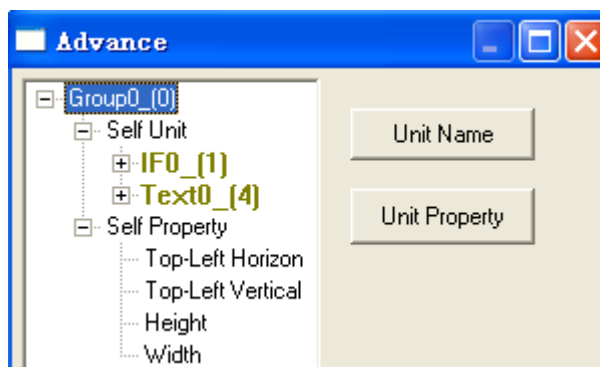 Advance
Group0_(0)
Self Unit
IF0_(1)
Text0_(4)
Self Property
Top-Left Horizon
Top-Left Vertical
Height
Width
Unit Name
Unit Property